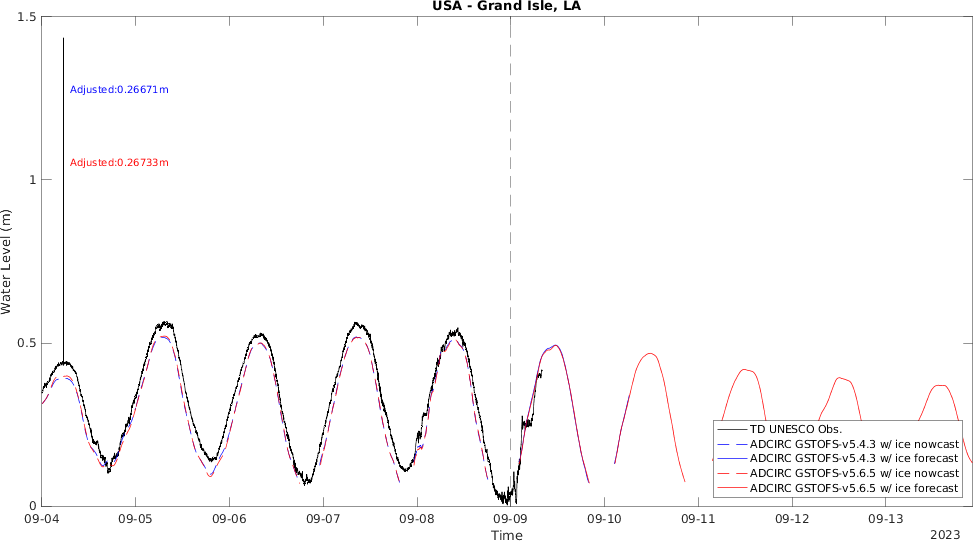 USA - Grand Isle, LA
1.5
Adjusted:0.26671m
Adjusted:0.26733m
1
Water Level (m)
0.5
TD UNESCO Obs.
ADCIRC GSTOFS-v5.4.3 w/ ice nowcast
ADCIRC GSTOFS-v5.4.3 w/ ice forecast
ADCIRC GSTOFS-v5.6.5 w/ ice nowcast
ADCIRC GSTOFS-v5.6.5 w/ ice forecast
0
09-04 09-05 09-06 09-07 09-08 09-09 09-10 09-11 09-12 09-13
Time
2023